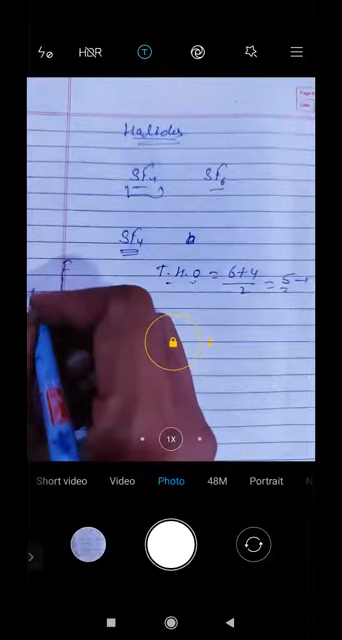 HDR
T
Halides
SF4 SF6
SF4
T.H.O = 6+4/2 = 5
F
1X
Short video Video Photo 48M Portrait